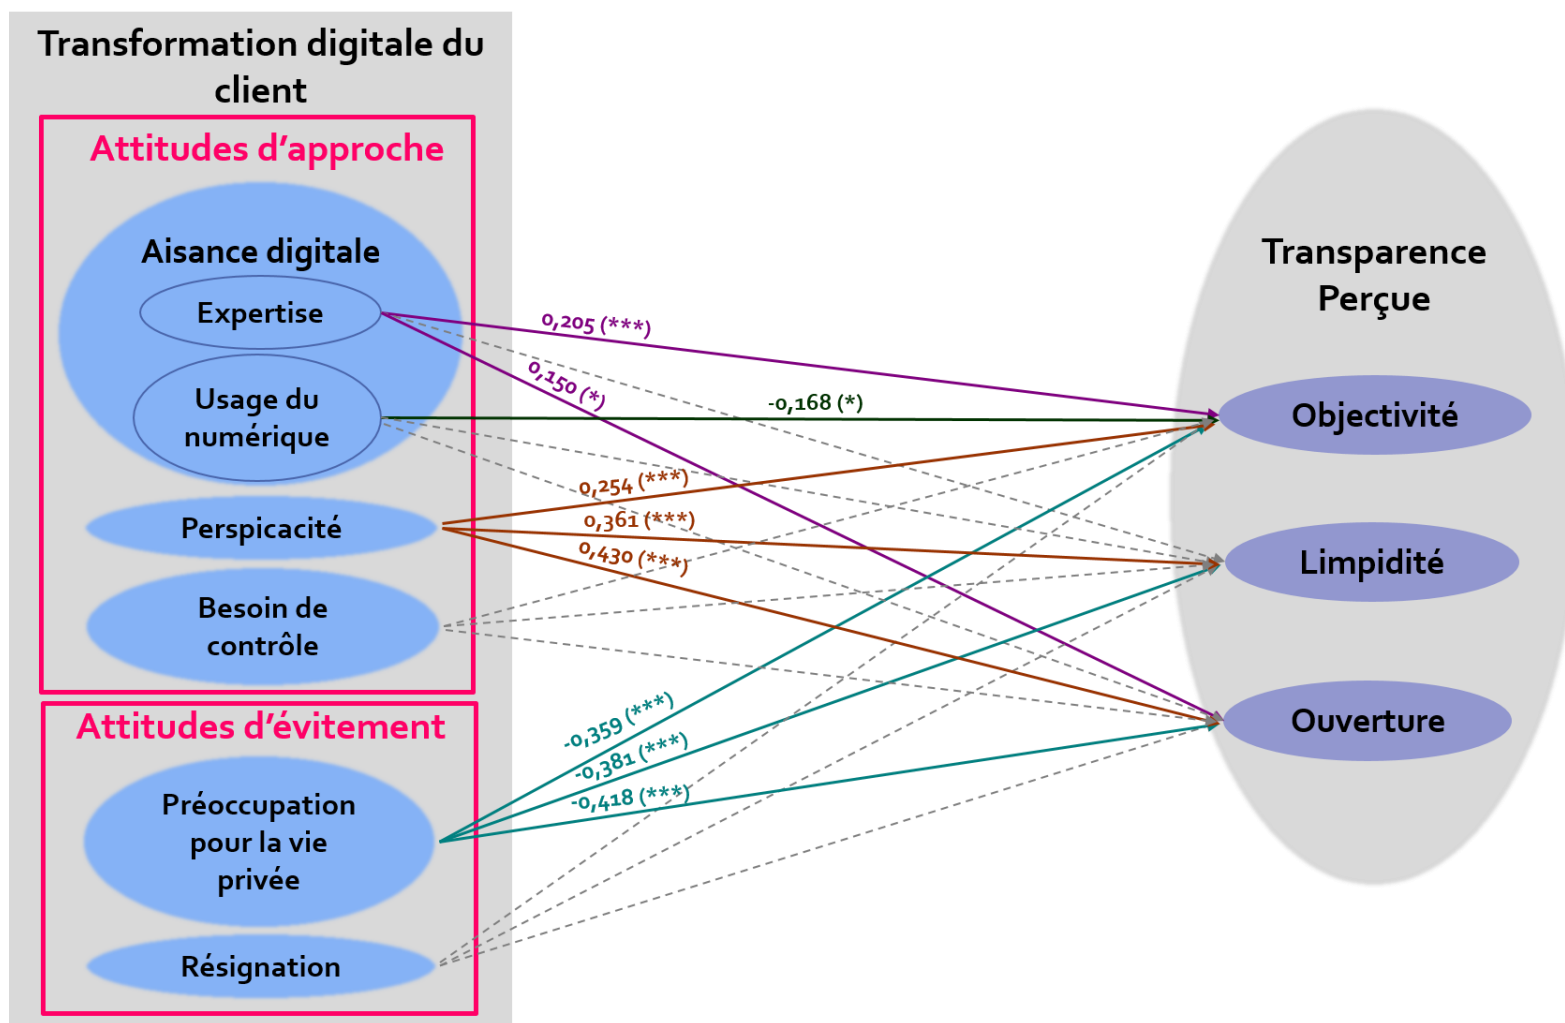 Transformation digitale du
client
Attitudes d’approche
Aisance digitale
Expertise
Usage du
numérique
Perspicacité
Besoin de
contrôle
Attitudes d’évitement
Préoccupation
pour la vie
privée
Résignation
0,205 (***)
0,150 (*)
-0,168 (*)
0,254 (***)
0,361 (***)
0,430 (***)
-0,359 (***)
-0,381 (***)
-0,418 (***)
Transparence
Perçue
Objectivité
Limpidité
Ouverture